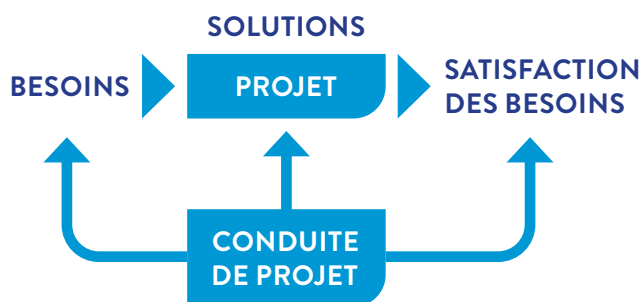 SOLUTIONS
BESOINS
PROJET
SATISFACTION
DES BESOINS
CONDUITE
DE PROJET